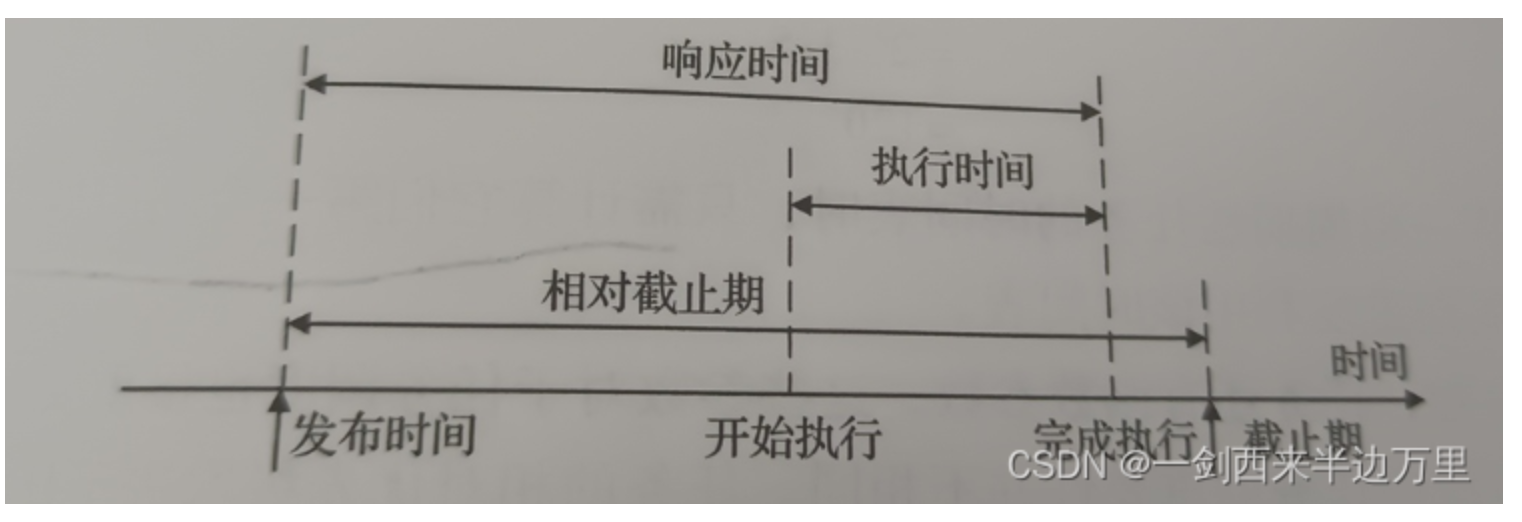 响应时间
执行时间
相对截止期
时间
发布时间
开始执行
完成执行
截止期
CSDN @一剑西来半边万里